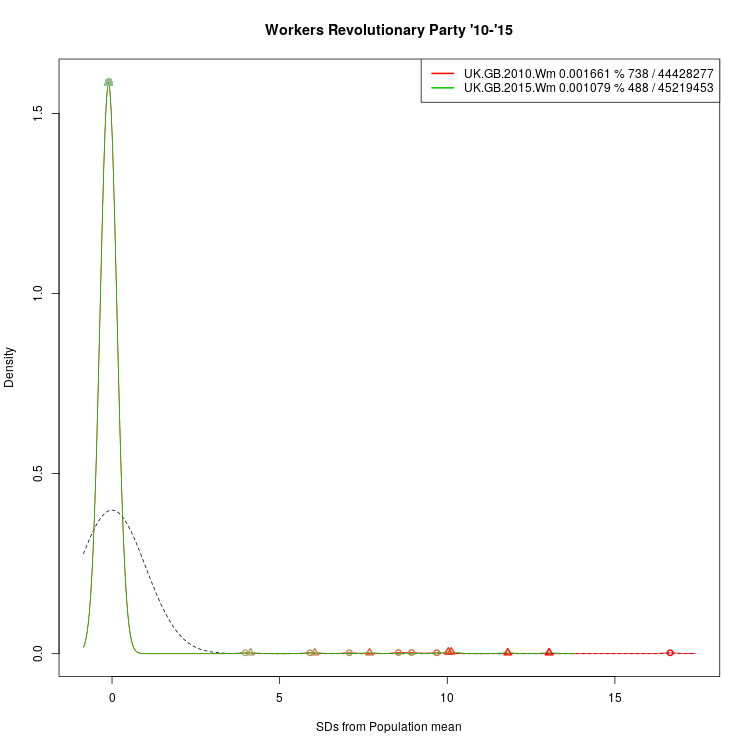 Workers Revolutionary Party '10-'15
UK.GB.2010.Wm 0.001661 % 738 / 44428277
UK.GB.2015.Wm 0.001079 % 488 / 45219453
Density
1.5
1.0
0.5
0.0
0 5 10 15
SDs from Population mean